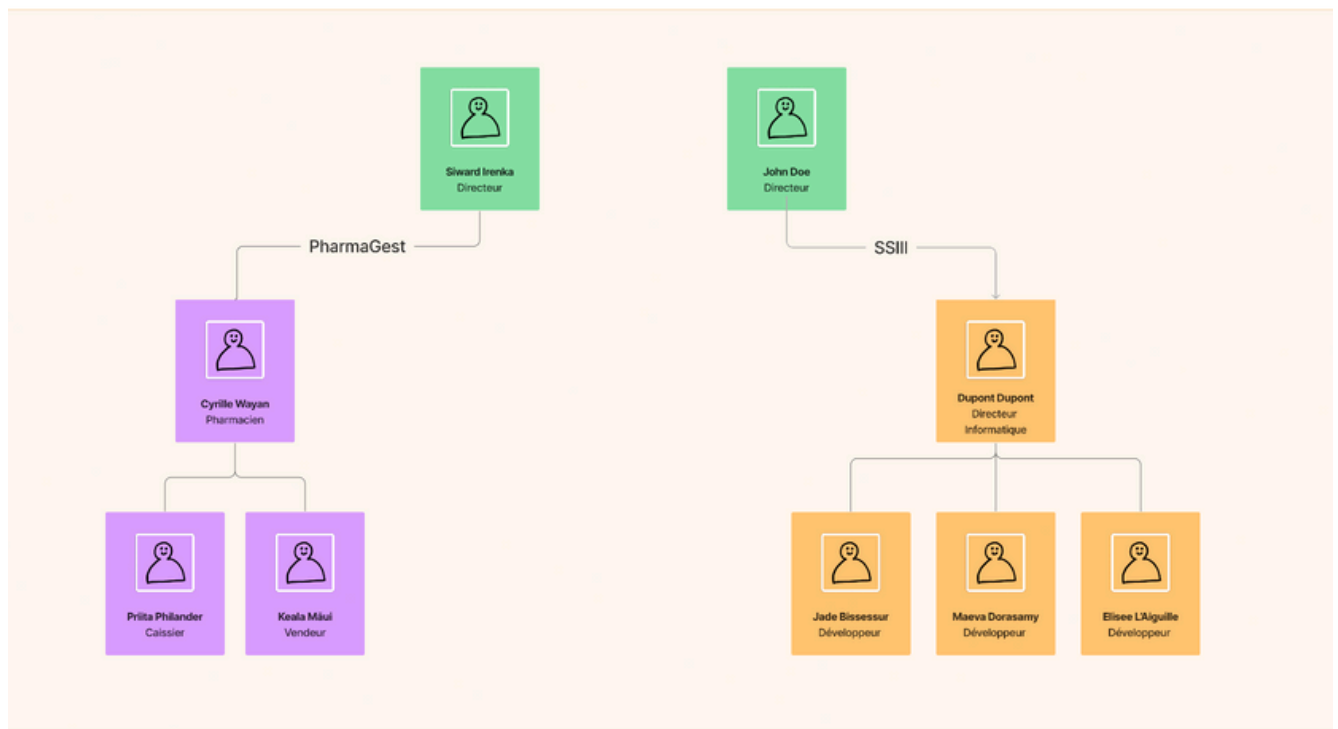 Siward Irenka
Directeur
John Doe
Directeur
PharmaGest
SSIII
Cyrille Wayan
Pharmacien
Dupont Dupont
Directeur
Informatique
Priita Philander
Caissier
Keala Māui
Vendeur
Jade Bissessur
Développeur
Maeva Dorasamy
Développeur
Elisee L'Aiguille
Développeur